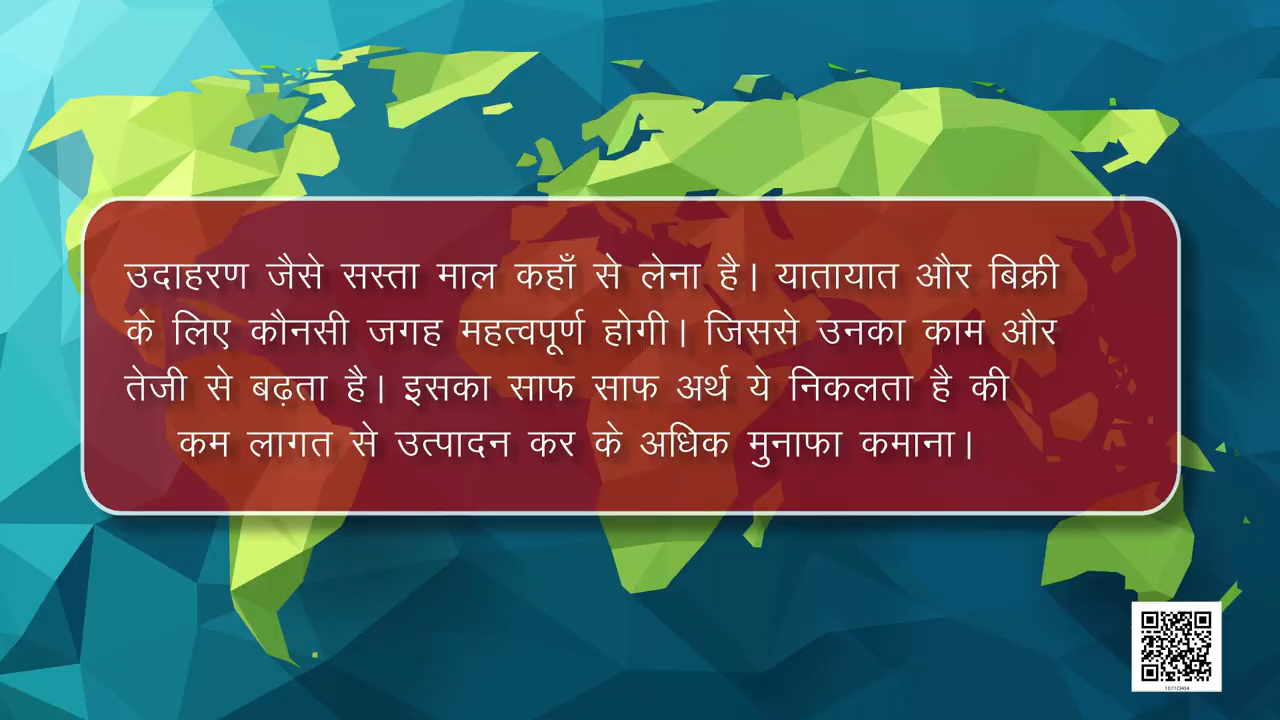 उदाहरण जैसे सस्ता माल कहाँ से लेना है। यातायात और बिक्री
के लिए कौनसी जगह महत्वपूर्ण होगी। जिससे उनका काम और
तेजी से बढ़ता है। इसका साफ साफ अर्थ ये निकलता है की
कम लागत से उत्पादन कर के अधिक मुनाफा कमाना।
1071CH04